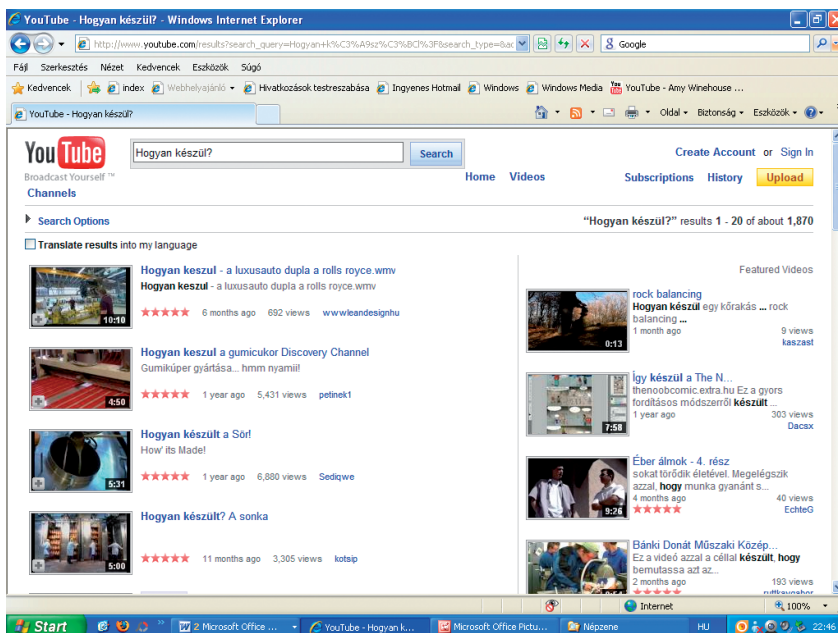 YouTube - Hogyan készül? - Windows Internet Explorer
http://www.youtube.com/results?search_query=Hogyan+k%C3%A9sz%C3%BCl%3F&search_type=&aq
Google
Fájl Szerkesztés Nézet Kedvencek Eszközök Súgó
Kedvencek index Webhelyajánló Hivatkozások testreszabása Ingyenes Hotmail Windows Windows Media YouTube - Amy Winehouse ...
YouTube - Hogyan készül?
Oldal Biztonság Eszközök
YouTube
Broadcast Yourself ™
Hogyan készül?
Search
Create Account or Sign In
Home Videos
Subscriptions History Upload
Channels
Search Options
“Hogyan készül?” results 1 - 20 of about 1,870
Translate results into my language
Hogyan keszul - a luxusauto dupla a rolls royce.wmv
Hogyan keszul - a luxusauto dupla a rolls royce.wmv
10:10
6 months ago 692 views wwwleandesignhu
Hogyan keszul a gumicukor Discovery Channel
Gumikúper gyártása... hmm nyamii!
4:50
1 year ago 5,431 views petinek1
Hogyan készült a Sör!
How' its Made!
5:31
1 year ago 6,880 views Sediqwe
Hogyan készült? A sonka
5:00
11 months ago 3,305 views kotsip
Featured Videos
rock balancing
Hogyan készül egy kőrakás ... rock
balancing ...
0:13
1 month ago 9 views
kaszast
Így készül a The N...
thenoobcomic.extra.hu Ez a gyors
fordításos módszerről készült ...
7:58
1 year ago 303 views
Dacsx
Éber álmok - 4. rész
sokat törődik életével. Megelégszik
azzal, hogy munka gyanánt s...
9:26
4 months ago 40 views
EchteG
Bánki Donát Műszaki Közép...
Ez a videó azzal a céllal készült, hogy
bemutassa azt az...
2 months ago 193 views
Internet 100%
Start 2 Microsoft Office ... YouTube - Hogyan k... Microsoft Office Pictu... Népzene HU 22:46